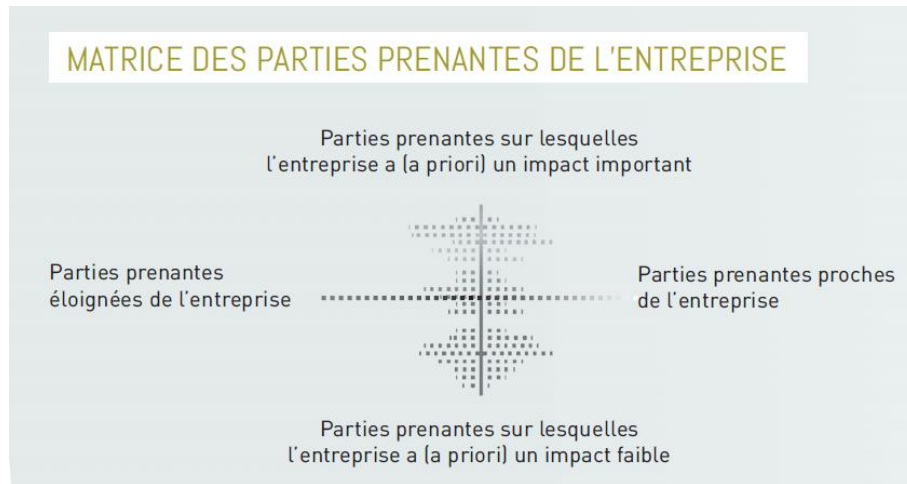 MATRICE DES PARTIES PRENANTES DE L'ENTREPRISE
Parties prenantes sur lesquelles
l'entreprise a (a priori) un impact important
Parties prenantes
éloignées de l'entreprise
Parties prenantes proches
de l'entreprise
Parties prenantes sur lesquelles
l'entreprise a (a priori) un impact faible